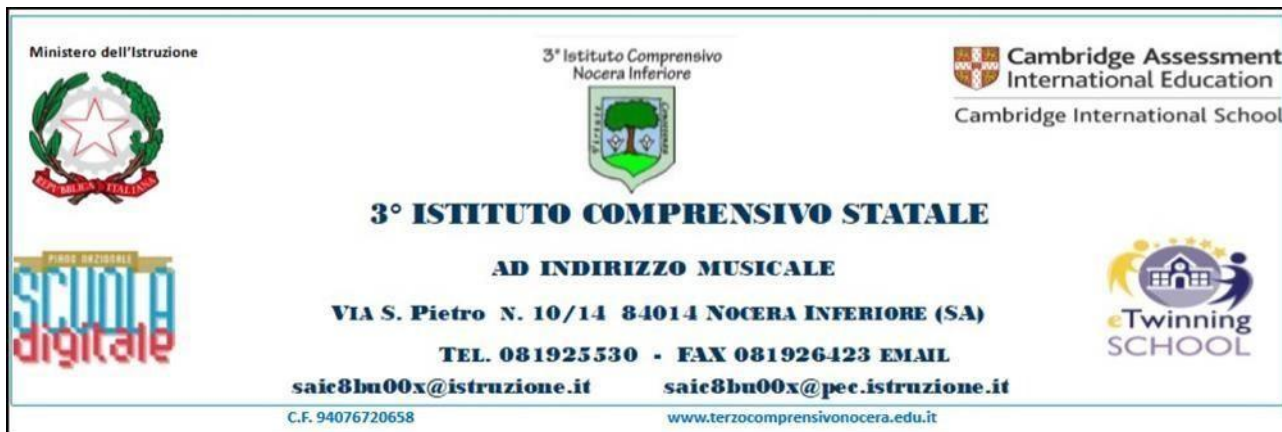 Ministero dell'Istruzione
REPVBBLICA ITALIANA
PIANO NAZIONALE
SCUOLA
digitale
3° Istituto Comprensivo
Nocera Inferiore
3° ISTITUTO COMPRENSIVO STATALE
AD INDIRIZZO MUSICALE
VIA S. Pietro N. 10/14 84014 NOCERA INFERIORE (SA)
TEL. 081925530 - FAX 081926423 EMAIL
saic8bu00x@istruzione.it saic8bu00x@pec.istruzione.it
C.F. 94076720658 www.terzocomprensivonocera.edu.it
Cambridge Assessment
International Education
Cambridge International School
eTwinning
SCHOOL